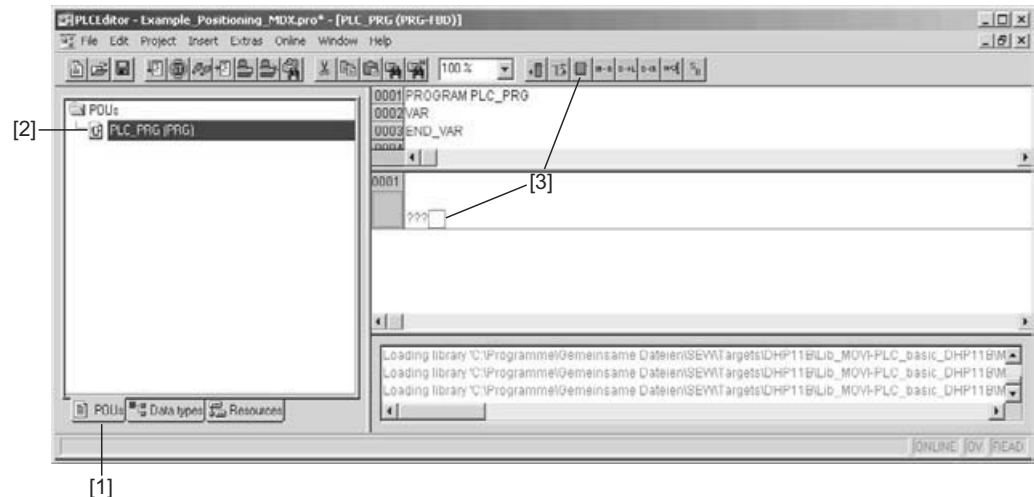 PLCEditor - Example_Positioning_MDX.pro* - [PLC_PRG (PRG-FBD)]
File Edit Project Insert Extras Online Window Help
100 %
POUs
PLC_PRG (PRG)
[2]
0001 PROGRAM PLC_PRG
0002 VAR
0003 END_VAR
0004
[3]
0001
???
Loading library 'C:\Programme\Gemeinsame Dateien\SEW\Targets\DHP11B\Lib_MOVI-PLC_basic_DHP11B\M
Loading library 'C:\Programme\Gemeinsame Dateien\SEW\Targets\DHP11B\Lib_MOVI-PLC_basic_DHP11B\M
Loading library 'C:\Programme\Gemeinsame Dateien\SEW\Targets\DHP11B\Lib_MOVI-PLC_basic_DHP11B\M
POUs Data types Resources
ONLINE OV READ
[1]